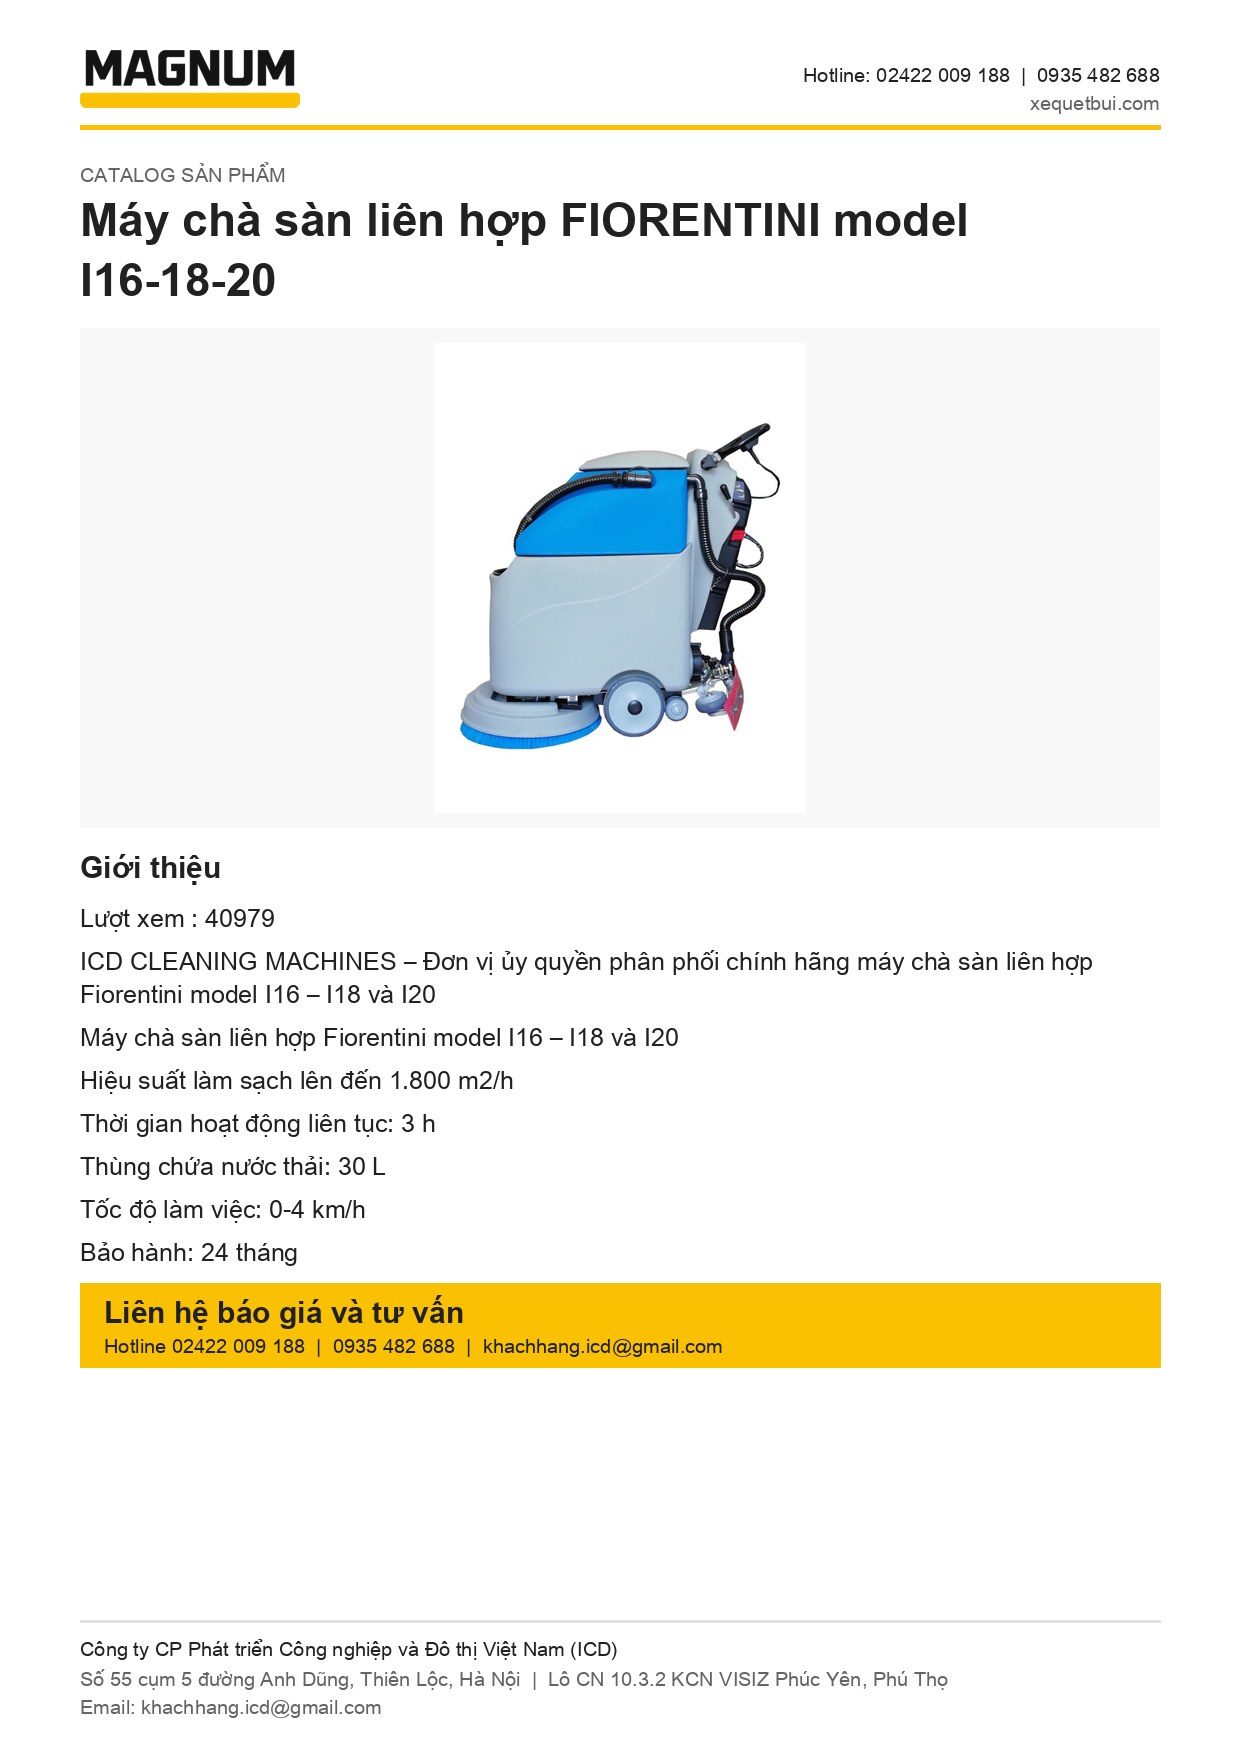 MAGNUM
Hotline: 02422 009 188 | 0935 482 688
xequetbui.com
CATALOG SẢN PHẨM
Máy chà sàn liên hợp FIORENTINI model
I16-18-20
Giới thiệu
Lượt xem : 40979
ICD CLEANING MACHINES – Đơn vị ủy quyền phân phối chính hãng máy chà sàn liên hợp
Fiorentini model I16 – I18 và I20
Máy chà sàn liên hợp Fiorentini model I16 – I18 và I20
Hiệu suất làm sạch lên đến 1.800 m2/h
Thời gian hoạt động liên tục: 3 h
Thùng chứa nước thải: 30 L
Tốc độ làm việc: 0-4 km/h
Bảo hành: 24 tháng
Liên hệ báo giá và tư vấn
Hotline 02422 009 188 | 0935 482 688 | khachhang.icd@gmail.com
Công ty CP Phát triển Công nghiệp và Đô thị Việt Nam (ICD)
Số 55 cụm 5 đường Anh Dũng, Thiên Lộc, Hà Nội | Lô CN 10.3.2 KCN VISIZ Phúc Yên, Phú Thọ
Email: khachhang.icd@gmail.com